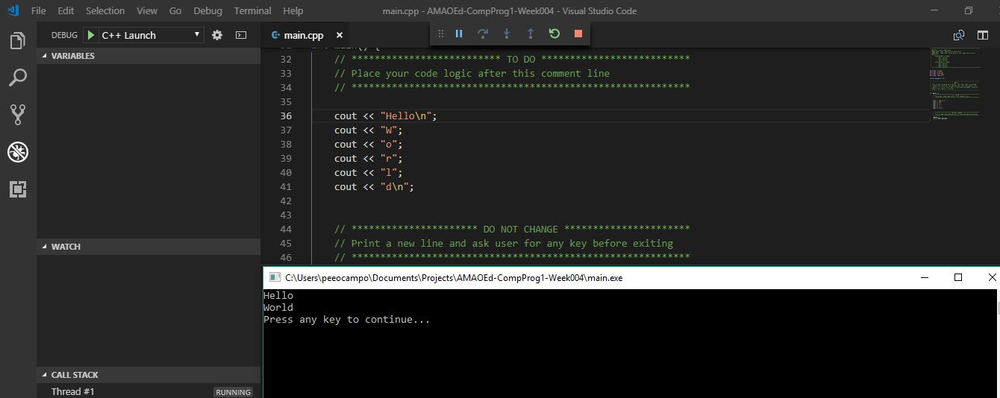 File Edit Selection View Go Debug Terminal Help
main.cpp - AMAOEd-CompProg1-Week004 - Visual Studio Code
DEBUG C++ Launch
main.cpp
VARIABLES
32 // ************************** TO DO **************************
33 // Place your code logic after this comment line
34 // ***********************************************************
35
36 cout << "Hello\n";
37 cout << "W";
38 cout << "o";
39 cout << "r";
40 cout << "l";
41 cout << "d\n";
42
43
44 // ********************** DO NOT CHANGE **********************
45 // Print a new line and ask user for any key before exiting
46 // ***********************************************************
WATCH
C:\Users\peeocampo\Documents\Projects\AMAOEd-CompProg1-Week004\main.exe
Hello
World
Press any key to continue...
CALL STACK
Thread #1 RUNNING